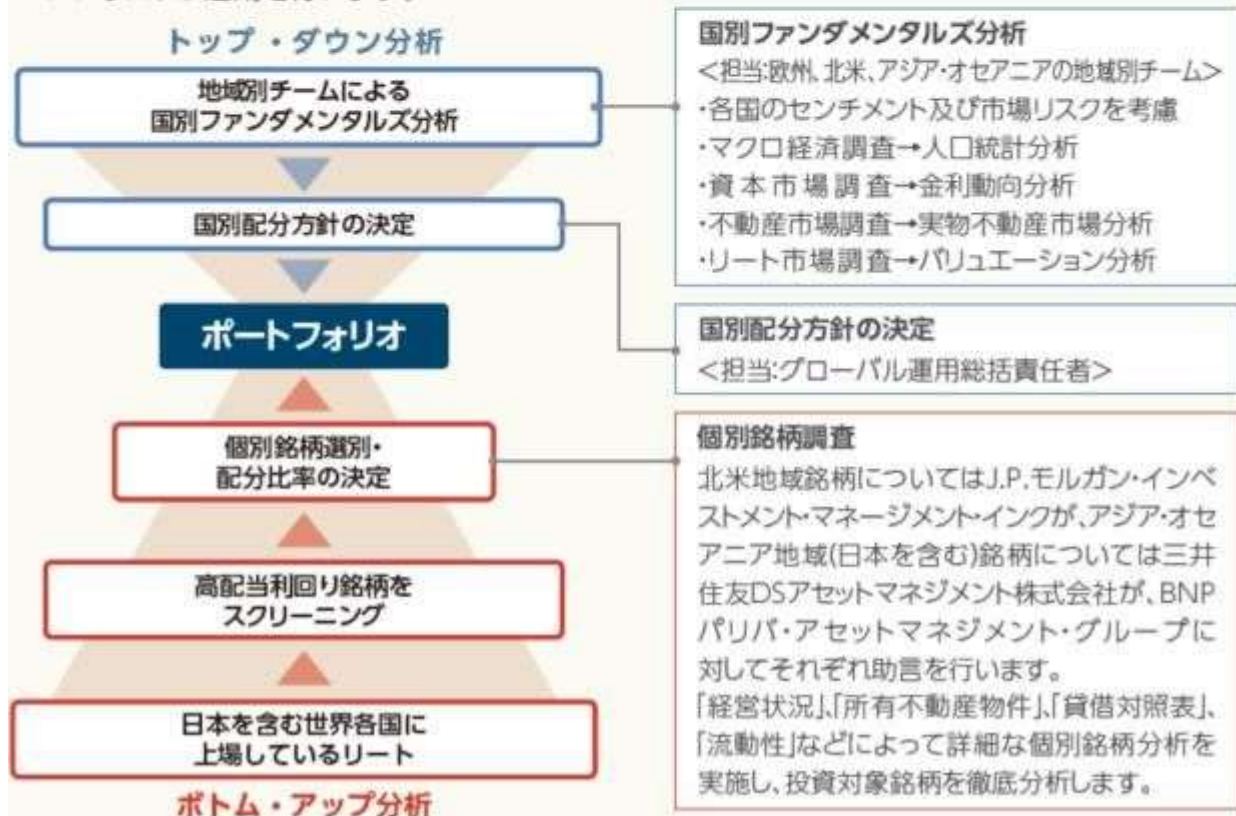 トップ・ダウン分析
地域別チームによる
国別ファンダメンタルズ分析
国別配分方針の決定
ポートフォリオ
個別銘柄選別・
配分比率の決定
高配当利回り銘柄を
スクリーニング
日本を含む世界各国に
上場しているリート
ボトム・アップ分析
国別ファンダメンタルズ分析
<担当:欧州、北米、アジア・オセアニアの地域別チーム>
・各国のセンチメント及び市場リスクを考慮
・マクロ経済調査→人口統計分析
・資本市場調査→金利動向分析
・不動産市場調査→実物不動産市場分析
・リート市場調査→バリュエーション分析
国別配分方針の決定
<担当:グローバル運用総括責任者>
個別銘柄調査
北米地域銘柄についてはJ.P.モルガン・インベ
ストメント・マネージメント・インクが、アジア・オセ
アニア地域(日本を含む)銘柄については三井
住友DSアセットマネジメント株式会社が、BNP
パリバ・アセットマネジメント・グループに
対してそれぞれ助言を行います。
「経営状況」、「所有不動産物件」、「貸借対照表」、
「流動性」などによって詳細な個別銘柄分析を
実施し、投資対象銘柄を徹底分析します。